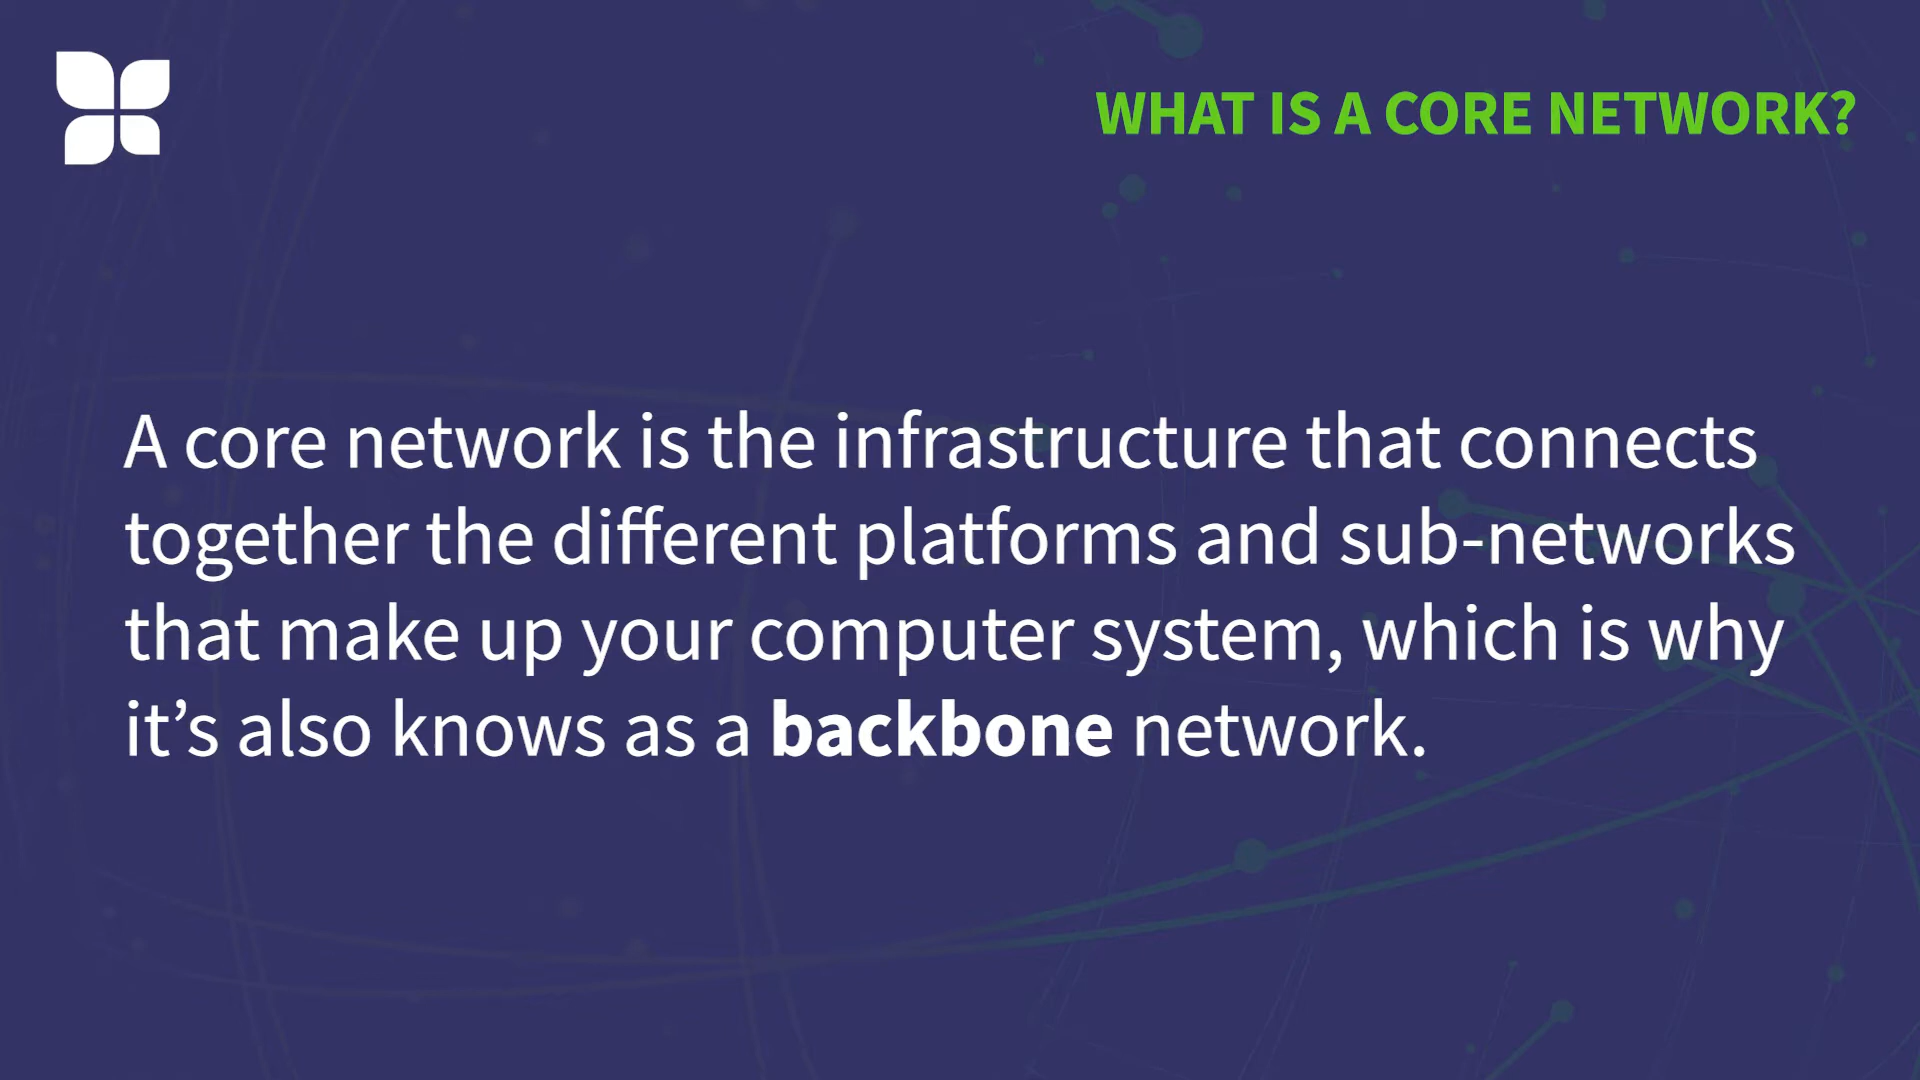 WHAT IS A CORE NETWORK?
A core network is the infrastructure that connects
together the different platforms and sub-networks
that make up your computer system, which is why
it’s also knows as a backbone network.